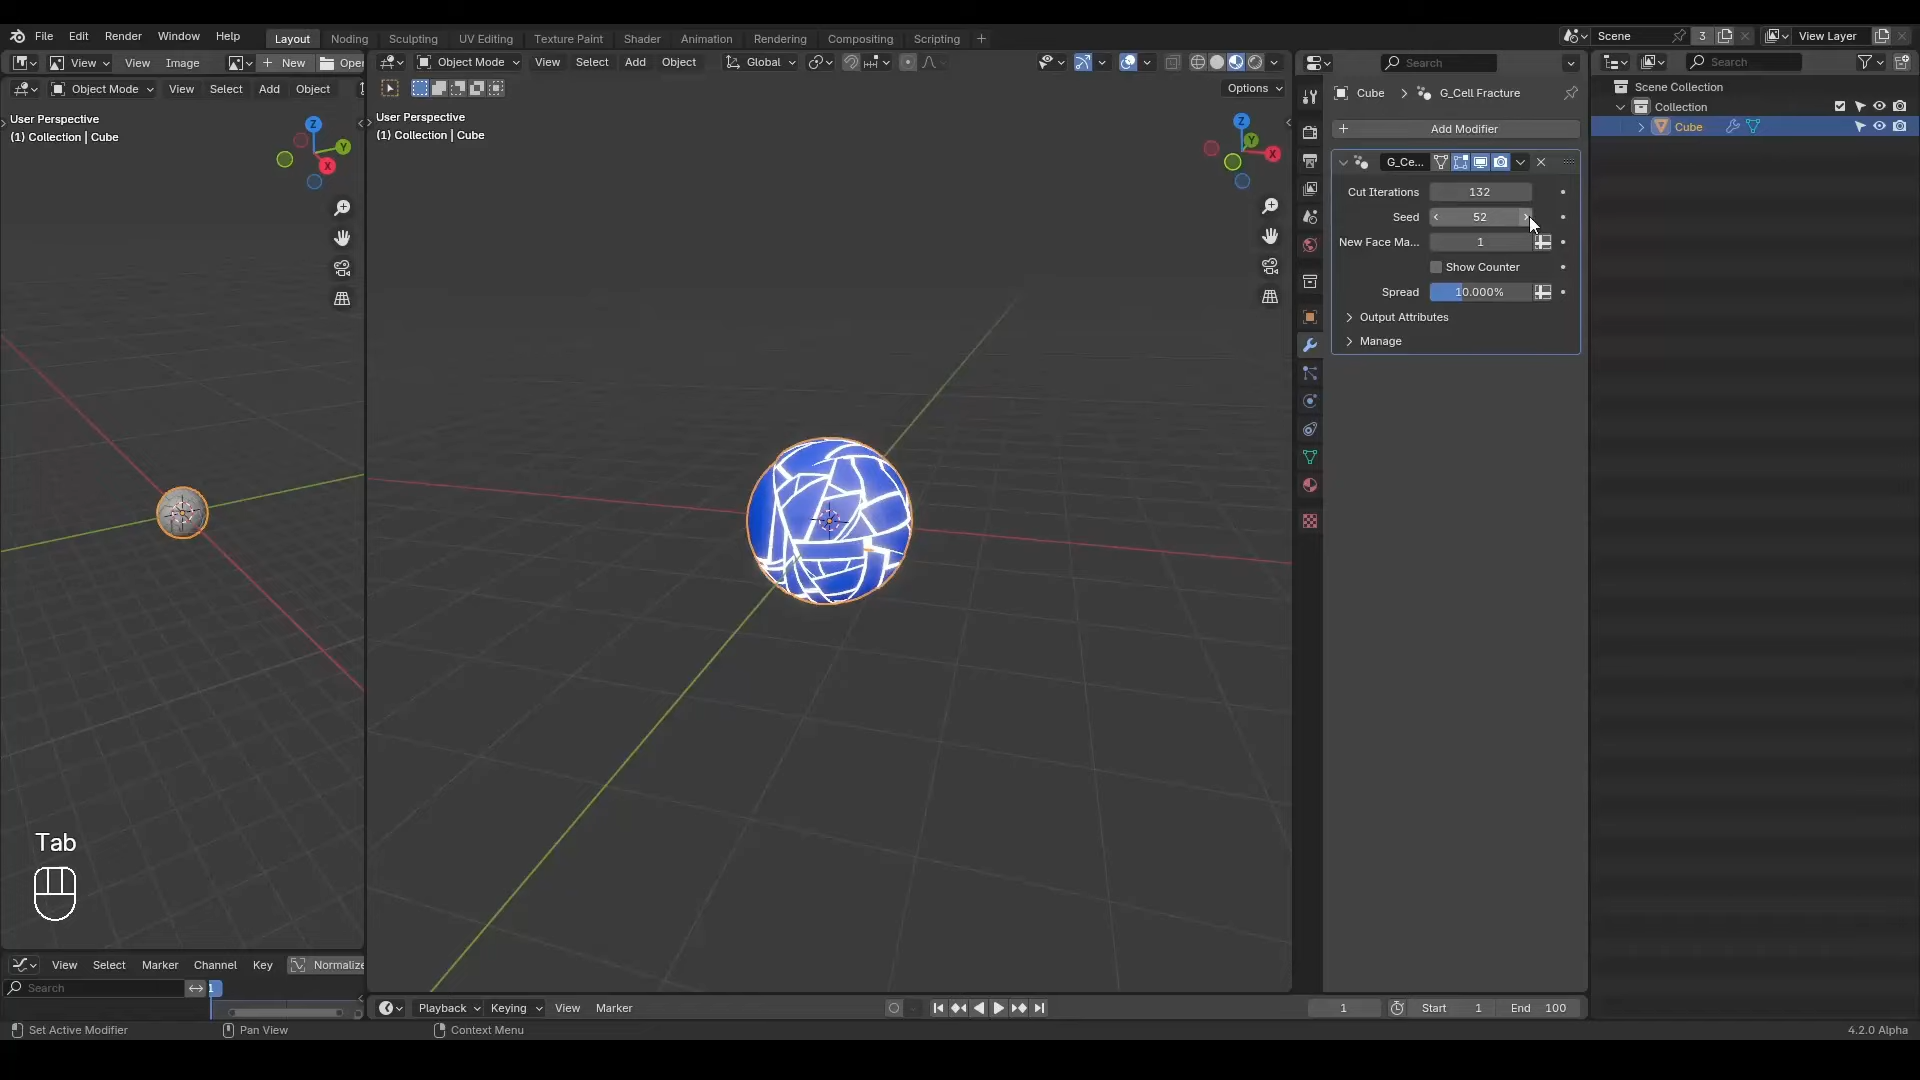 File Edit Render Window Help Layout Noding Sculpting UV Editing Texture Paint Shader Animation Rendering Compositing Scripting + Scene 3 View Layer
View View Image + New Oper
Object Mode View Select Add Object Global Search Search
Object Mode View Select Add Object
Options
User Perspective
(1) Collection | Cube
User Perspective
(1) Collection | Cube
Z
Y
X
Z
Y
X
Cube > G_Cell Fracture
+ Add Modifier
G_Ce...
Cut Iterations 132
Seed 52
New Face Ma... 1
Show Counter
Spread 10.000%
Output Attributes
Manage
Scene Collection
Collection
Cube
Tab
View Select Marker Channel Key Normalize
Search 1
Playback Keying View Marker 1 Start 1 End 100
Set Active Modifier Pan View Context Menu 4.2.0 Alpha